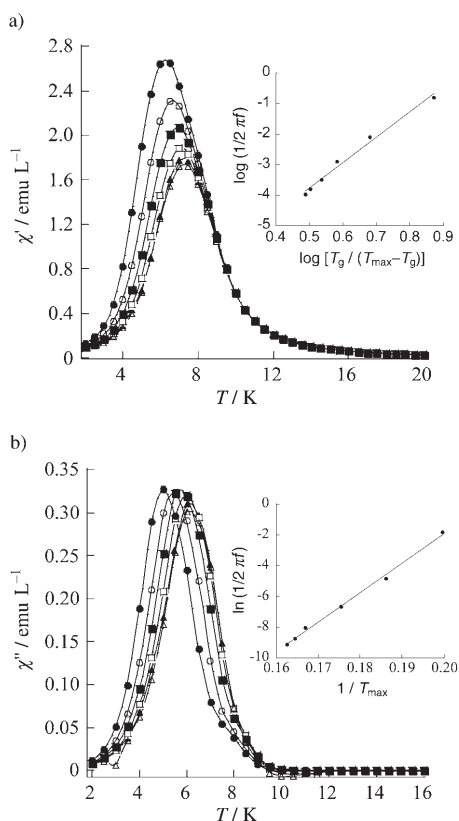 a)
2.8
2.4
2.0
1.6
1.2
0.8
0.4
0
χ' / emu L⁻¹
4 8 12 16 20
T / K
0
-1
-2
-3
-4
-5
log (1/2 πf)
0.4 0.5 0.6 0.7 0.8 0.9
log [Tg / (Tmax–Tg)]
b)
0.35
0.30
0.25
0.20
0.15
0.10
0.05
0
χ'' / emu L⁻¹
2 4 6 8 10 12 14 16
T / K
0
-2
-4
-6
-8
-10
ln (1/2 πf)
0.16 0.17 0.18 0.19 0.20
1 / Tmax